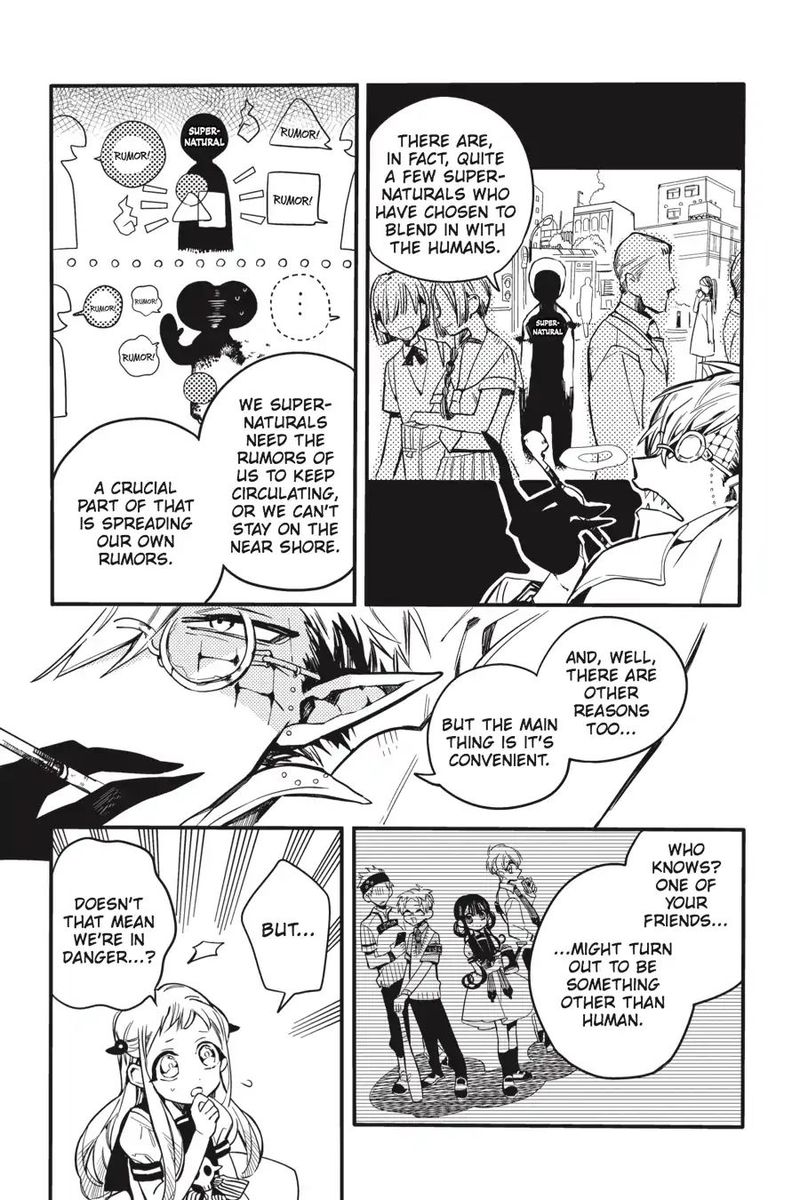 THERE ARE,
IN FACT, QUITE
A FEW SUPER-
NATURALS WHO
HAVE CHOSEN TO
BLEND IN WITH
THE HUMANS.
SUPER-
NATURAL
SUPER-
NATURAL
RUMOR!
RUMOR!
RUMOR!
RUMOR!
RUMOR!
RUMOR!
...
WE SUPER-
NATURALS
NEED THE
RUMORS OF
US TO KEEP
CIRCULATING,
OR WE CAN'T
STAY ON THE
NEAR SHORE.
A CRUCIAL
PART OF THAT
IS SPREADING
OUR OWN
RUMORS.
AND, WELL,
THERE ARE
OTHER
REASONS
TOO...
BUT THE MAIN
THING IS IT'S
CONVENIENT.
WHO
KNOWS?
ONE OF
YOUR
FRIENDS...
...MIGHT TURN
OUT TO BE
SOMETHING
OTHER THAN
HUMAN.
BUT...
DOESN'T
THAT MEAN
WE'RE IN
DANGER...?